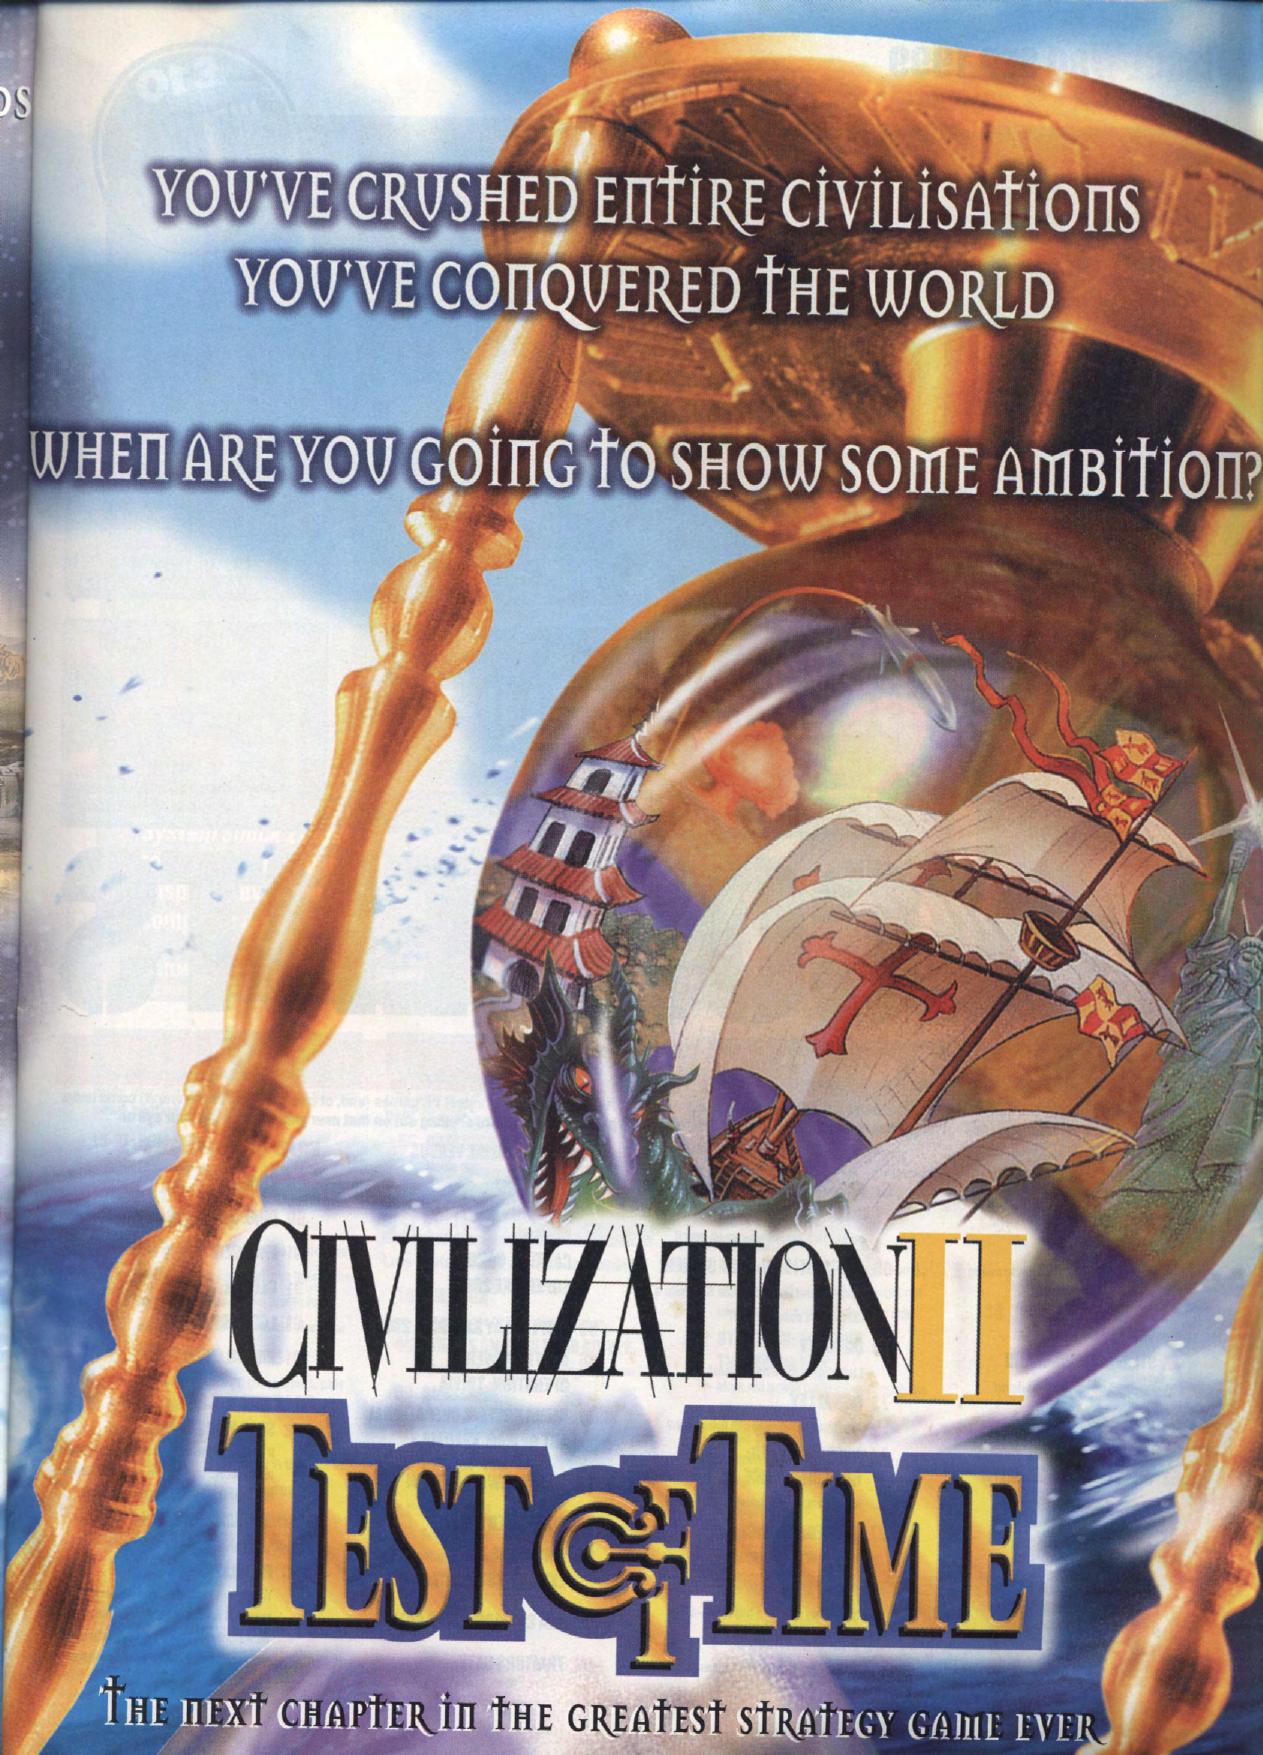 YOU'VE CRUSHED ENTIRE CIVILISATIONS
YOU'VE CONQUERED THE WORLD
WHEN ARE YOU GOING TO SHOW SOME AMBITION?
CIVILIZATION II
TEST OF TIME
THE NEXT CHAPTER IN THE GREATEST STRATEGY GAME EVER